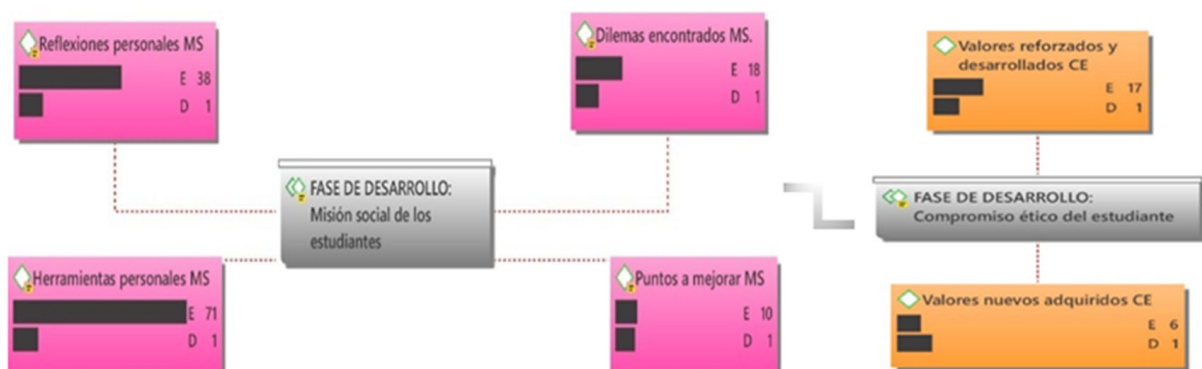 Reflexiones personales MS
E 38
D 1
Dilemas encontrados MS.
E 18
D 1
Valores reforzados y
desarrollados CE
E 17
D 1
FASE DE DESARROLLO:
Misión social de los
estudiantes
FASE DE DESARROLLO:
Compromiso ético del estudiante
Herramientas personales MS
E 71
D 1
Puntos a mejorar MS
E 10
D 1
Valores nuevos adquiridos CE
E 6
D 1